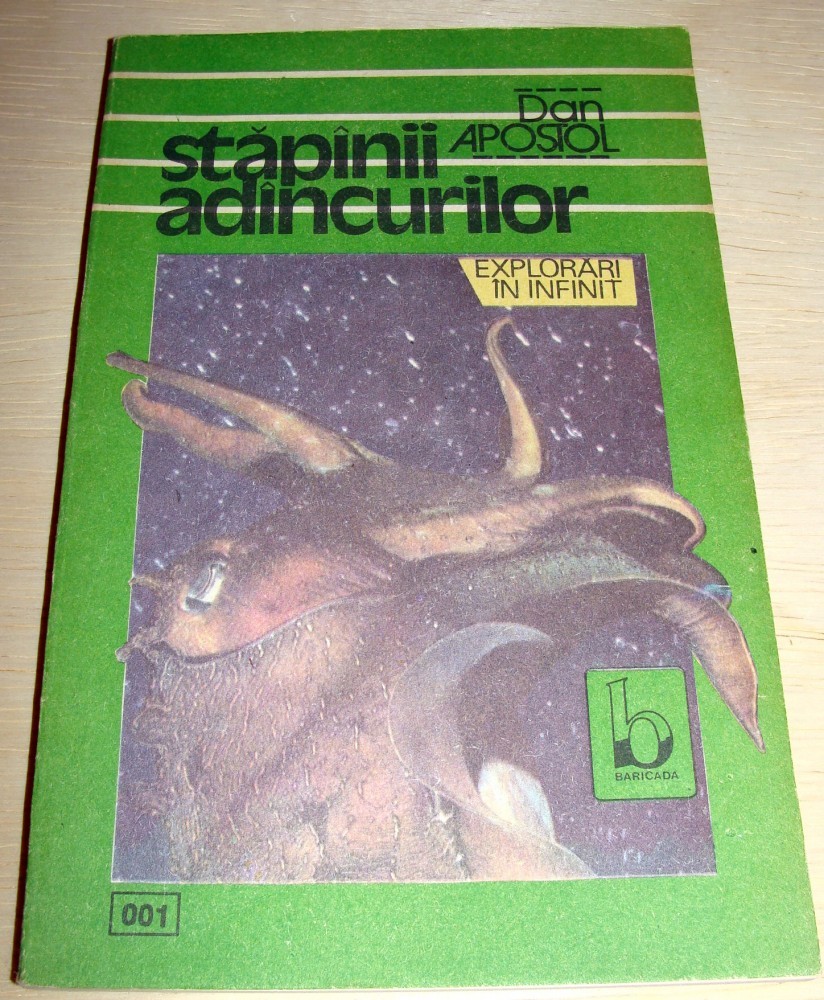 Dan
APOSTOL
stăpînii
adîncurilor
EXPLORĂRI
ÎN INFINIT
b
BARICADA
001